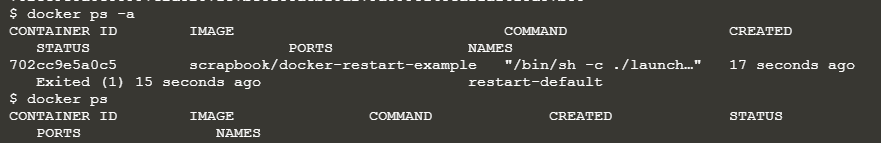 $ docker ps -a
CONTAINER ID        IMAGE                              COMMAND                  CREATED
   STATUS                      PORTS               NAMES
702cc9e5a0c5        scrapbook/docker-restart-example   "/bin/sh -c ./launch…"   17 seconds ago
   Exited (1) 15 seconds ago                       restart-default
$ docker ps
CONTAINER ID        IMAGE               COMMAND             CREATED             STATUS
   PORTS               NAMES